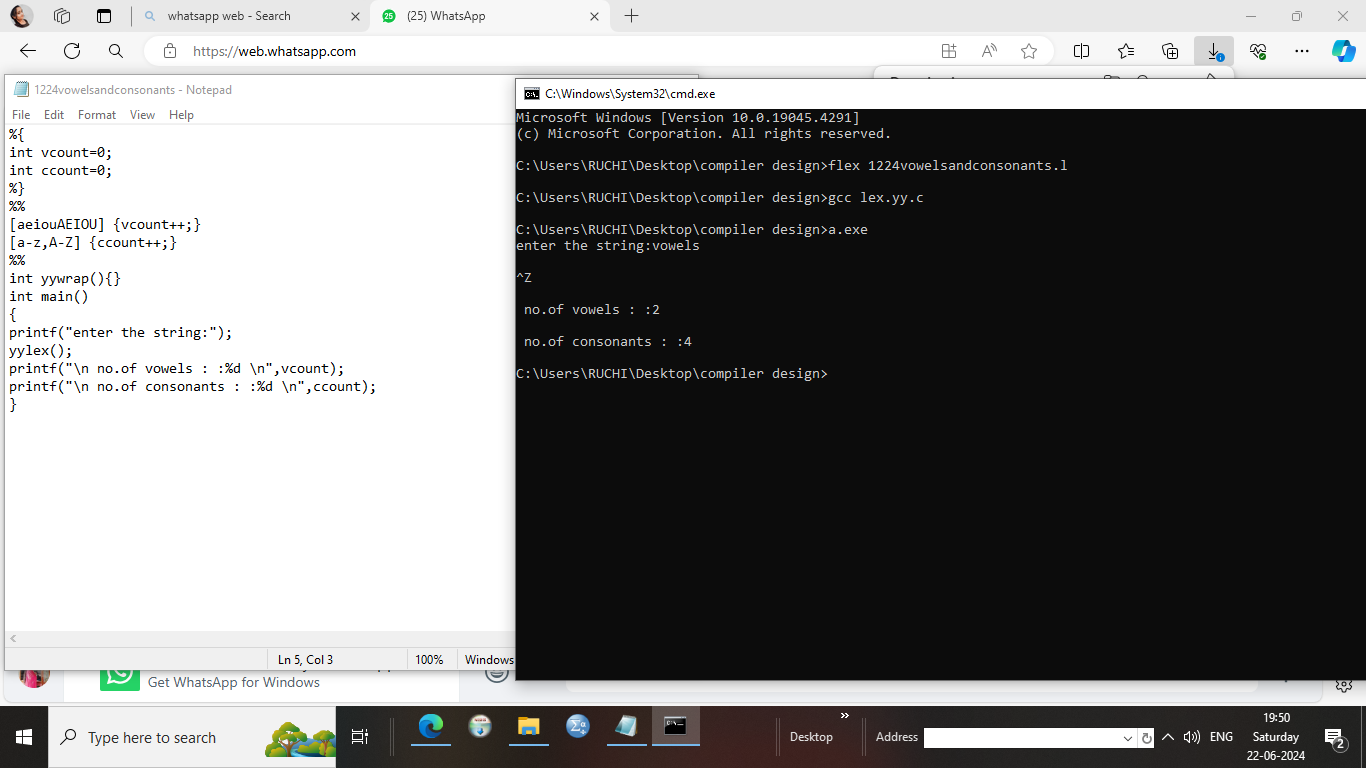 whatsapp web - Search
(25) WhatsApp
https://web.whatsapp.com
1224vowelsandconsonants - Notepad
File Edit Format View Help
%{
int vcount=0;
int ccount=0;
%}
%%
[aeiouAEIOU] {vcount++;}
[a-z,A-Z] {ccount++;}
%%
int yywrap(){}
int main()
{
printf("enter the string:");
yylex();
printf("\n no.of vowels : :%d \n",vcount);
printf("\n no.of consonants : :%d \n",ccount);
}
Ln 5, Col 3 100% Windows
C:\Windows\System32\cmd.exe
Microsoft Windows [Version 10.0.19045.4291]
(c) Microsoft Corporation. All rights reserved.
C:\Users\RUCHI\Desktop\compiler design>flex 1224vowelsandconsonants.l
C:\Users\RUCHI\Desktop\compiler design>gcc lex.yy.c
C:\Users\RUCHI\Desktop\compiler design>a.exe
enter the string:vowels
^Z
no.of vowels : :2
no.of consonants : :4
C:\Users\RUCHI\Desktop\compiler design>
Get WhatsApp for Windows
Type here to search
Desktop
Address
ENG
19:50
Saturday
22-06-2024
2